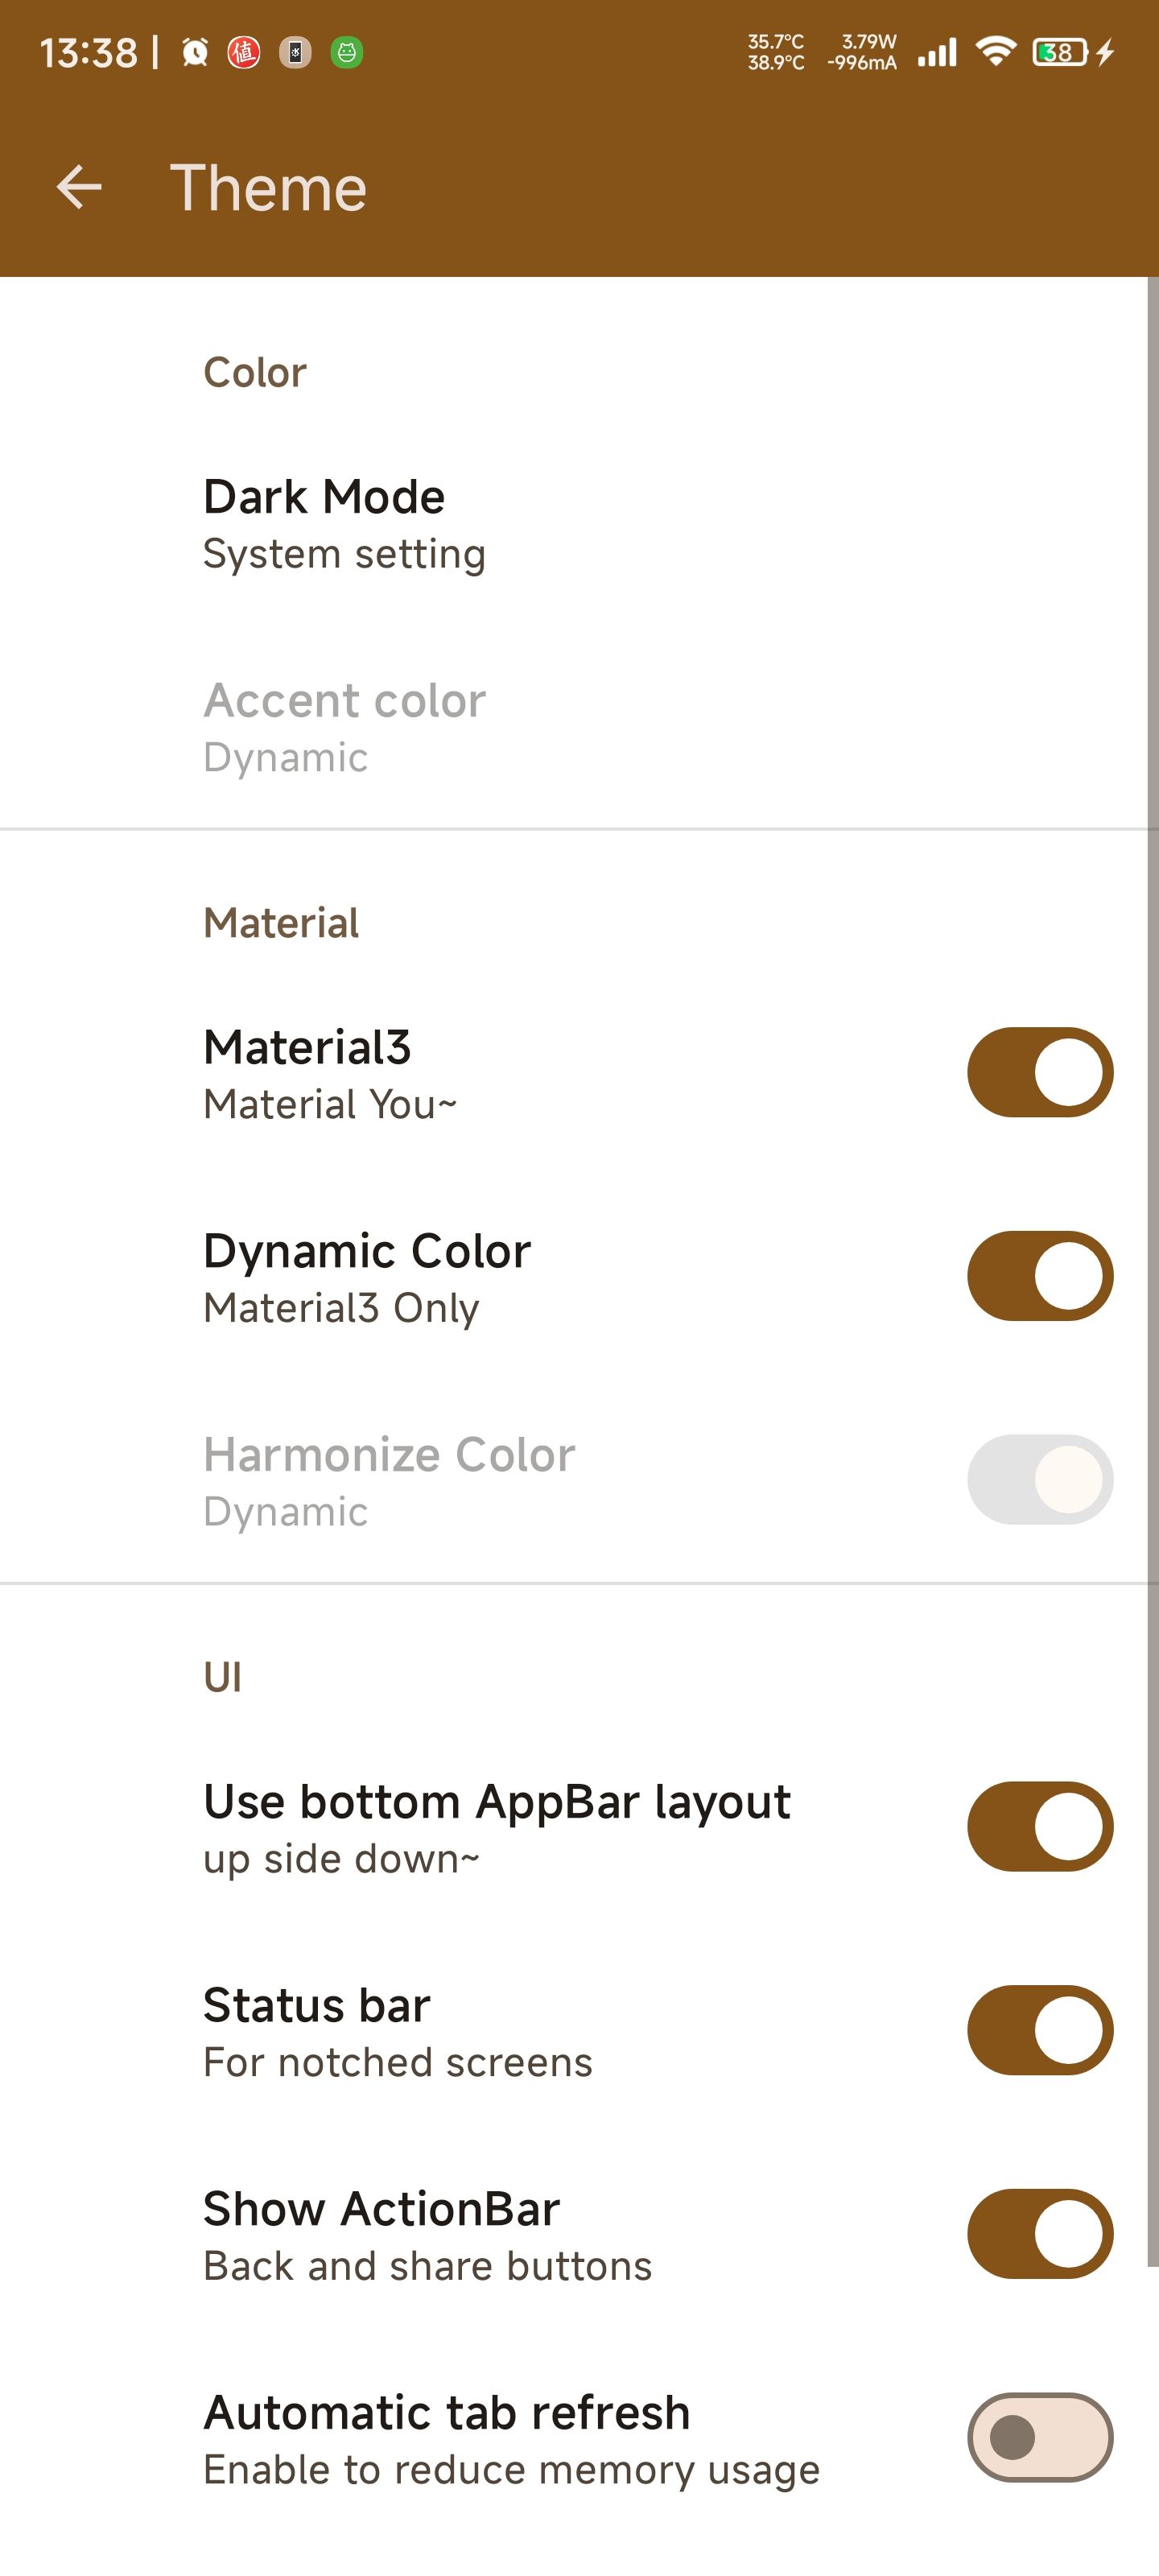 13:38 | 值 35.7°C 3.79W 38
38.9°C -996mA
Theme
Color
Dark Mode
System setting
Accent color
Dynamic
Material
Material3
Material You~
Dynamic Color
Material3 Only
Harmonize Color
Dynamic
UI
Use bottom AppBar layout
up side down~
Status bar
For notched screens
Show ActionBar
Back and share buttons
Automatic tab refresh
Enable to reduce memory usage